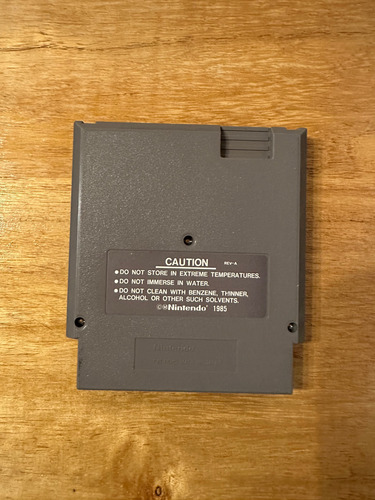 CAUTION REV-A
●DO NOT STORE IN EXTREME TEMPERATURES.
●DO NOT IMMERSE IN WATER.
●DO NOT CLEAN WITH BENZENE, THINNER,
ALCOHOL OR OTHER SUCH SOLVENTS.
©®Nintendo® 1985